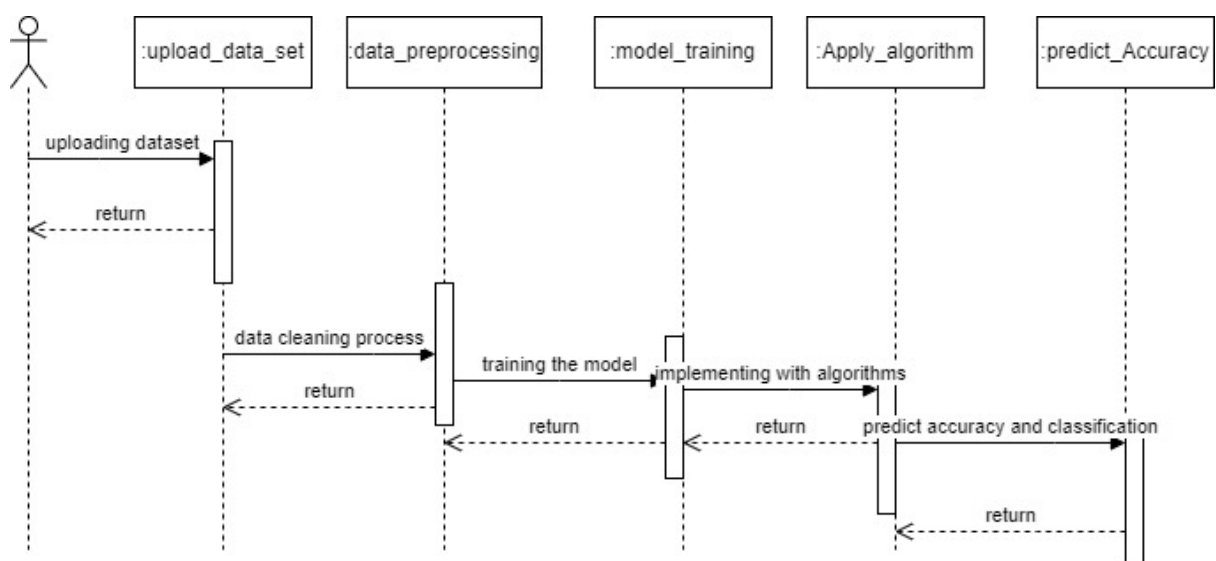 :upload_data_set
:data_preprocessing
:model_training
:Apply_algorithm
:predict_Accuracy
uploading dataset
return
data cleaning process
training the model
implementing with algorithms
return
return
return
predict accuracy and classification
return